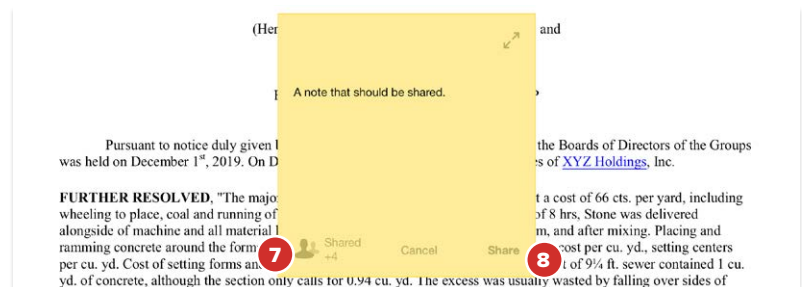 (Her and
A note that should be shared.
Pursuant to notice duly given the Boards of Directors of the Groups
was held on December 1st, 2019. On D es of XYZ Holdings, Inc.
FURTHER RESOLVED, "The major t a cost of 66 cts. per yard, including
wheeling to place, coal and running of of 8 hrs, Stone was delivered
alongside of machine and all material m, and after mixing. Placing and
ramming concrete around the form cost per cu. yd., setting centers
7 Shared +4 Cancel Share 8
per cu. yd. Cost of setting forms an t of 9¼ ft. sewer contained 1 cu.
yd. of concrete, although the section only calls for 0.94 cu. yd. The excess was usually wasted by falling over sides of